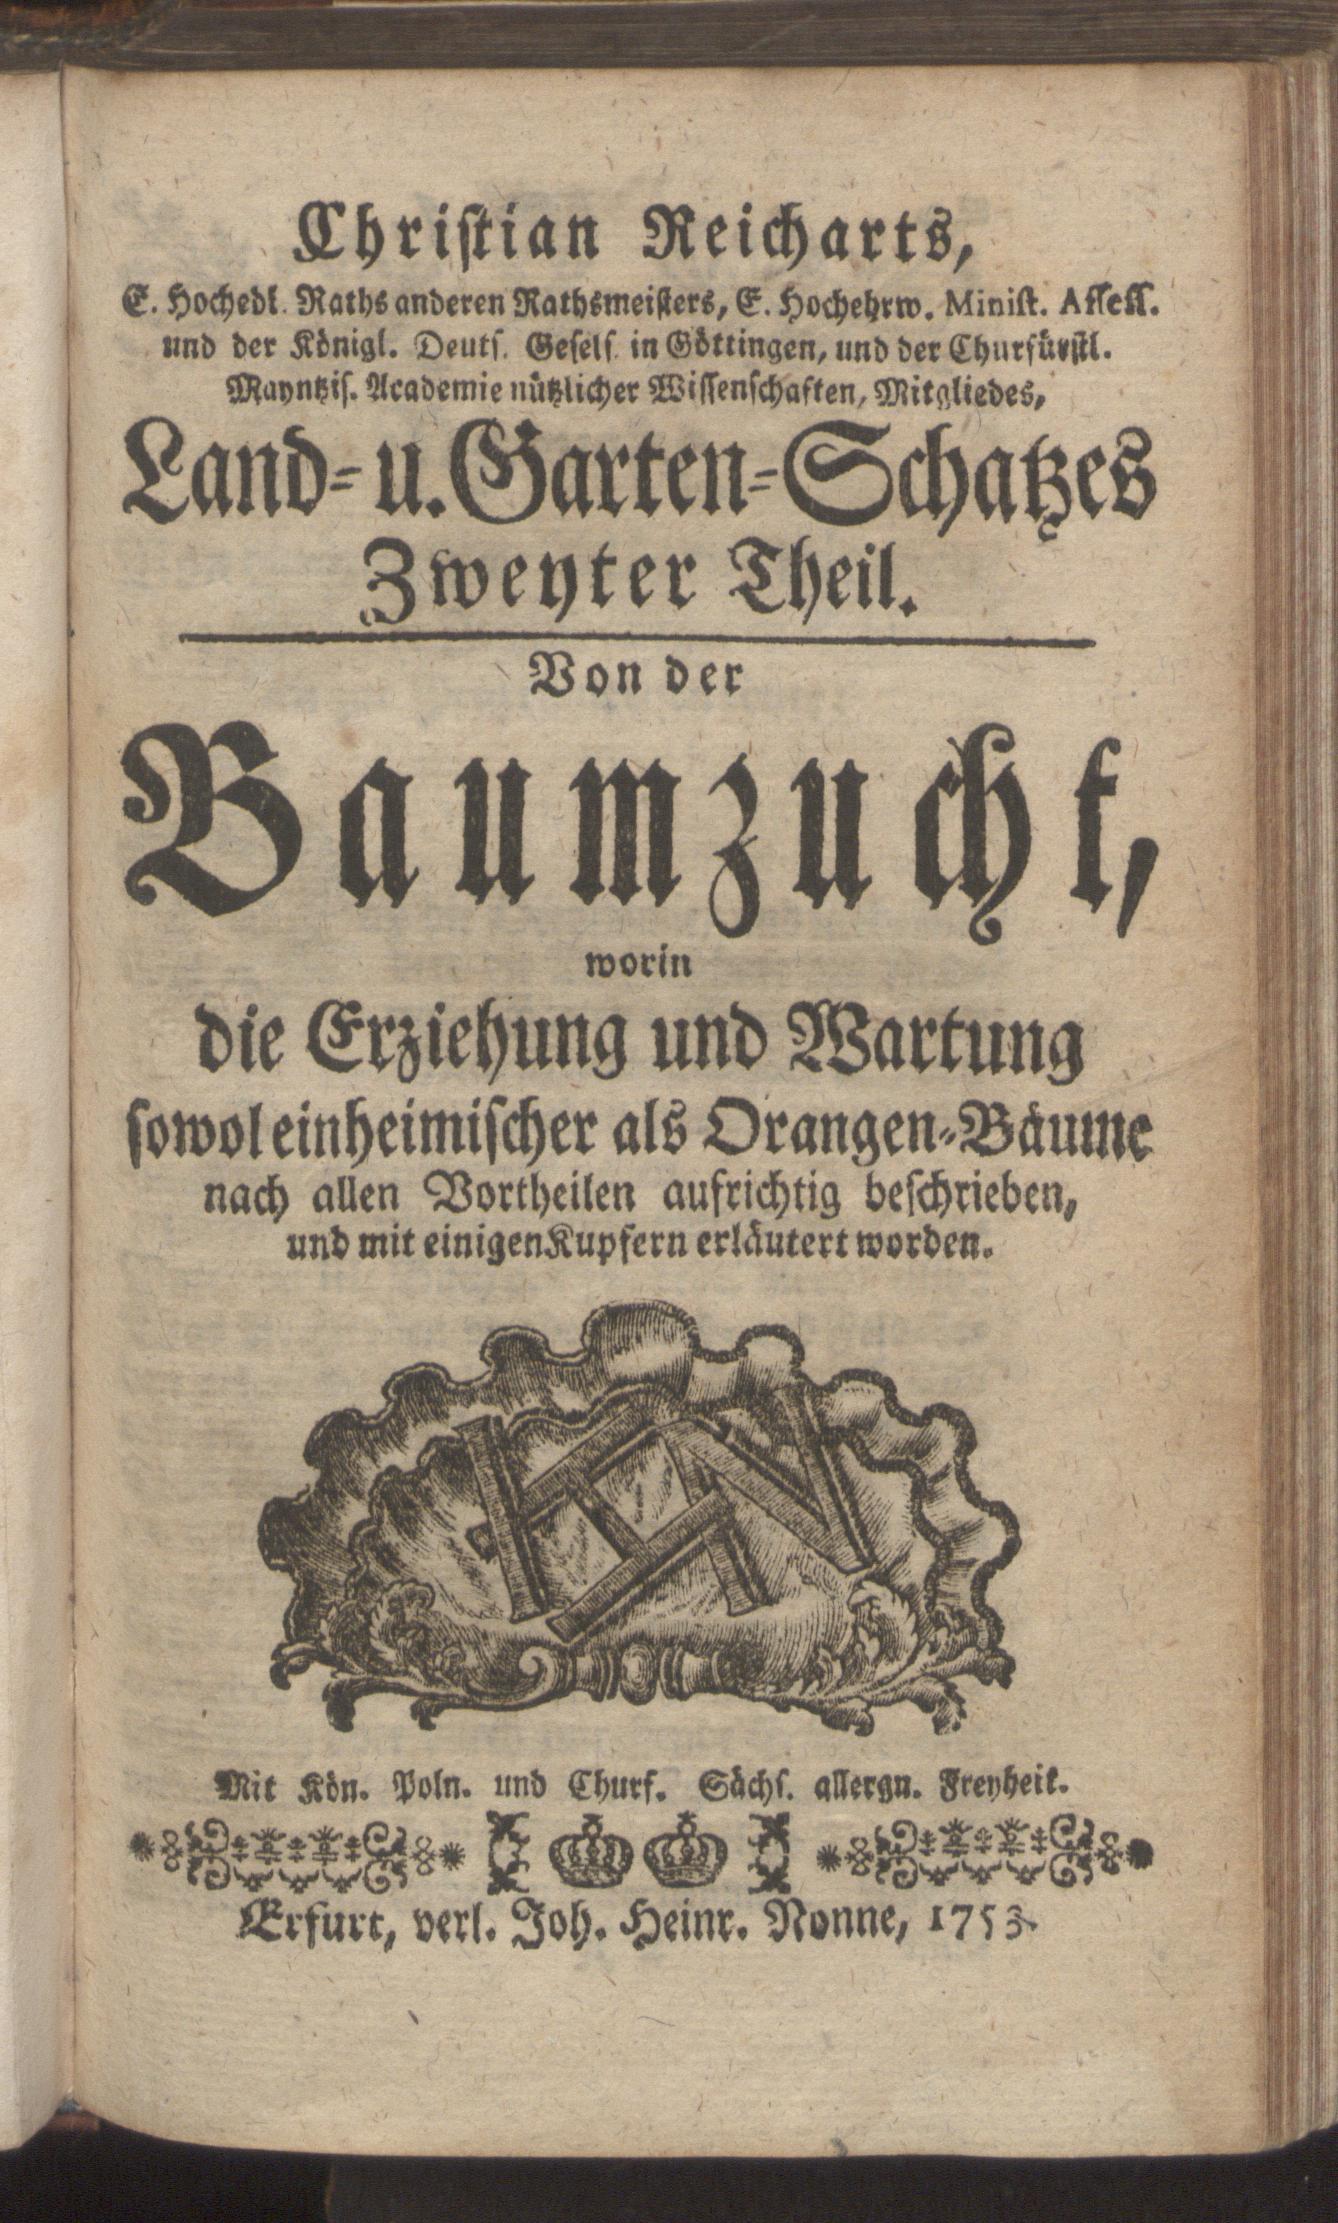 Christian Reicharts,
E. Hochedl. Raths anderen Rathsmeisters, E. Hochehrw. Minist. Assess.
und der Königl. Deuts. Gesels. in Göttingen, und der Churfürstl.
Mayntzis. Academie nützlicher Wissenschaften, Mitgliedes,
Land- u. Garten-Schatzes
Zweyter Theil.
Von der
Baumzucht,
worin
die Erziehung und Wartung
sowol einheimischer als Orangen-Bäume
nach allen Vortheilen aufrichtig beschrieben,
und mit einigen Kupfern erläutert worden.
Mit Kön. Poln. und Churf. Sächs. allergn. Freyheit.
Erfurt, verl. Joh. Heinr. Nonne, 1753.